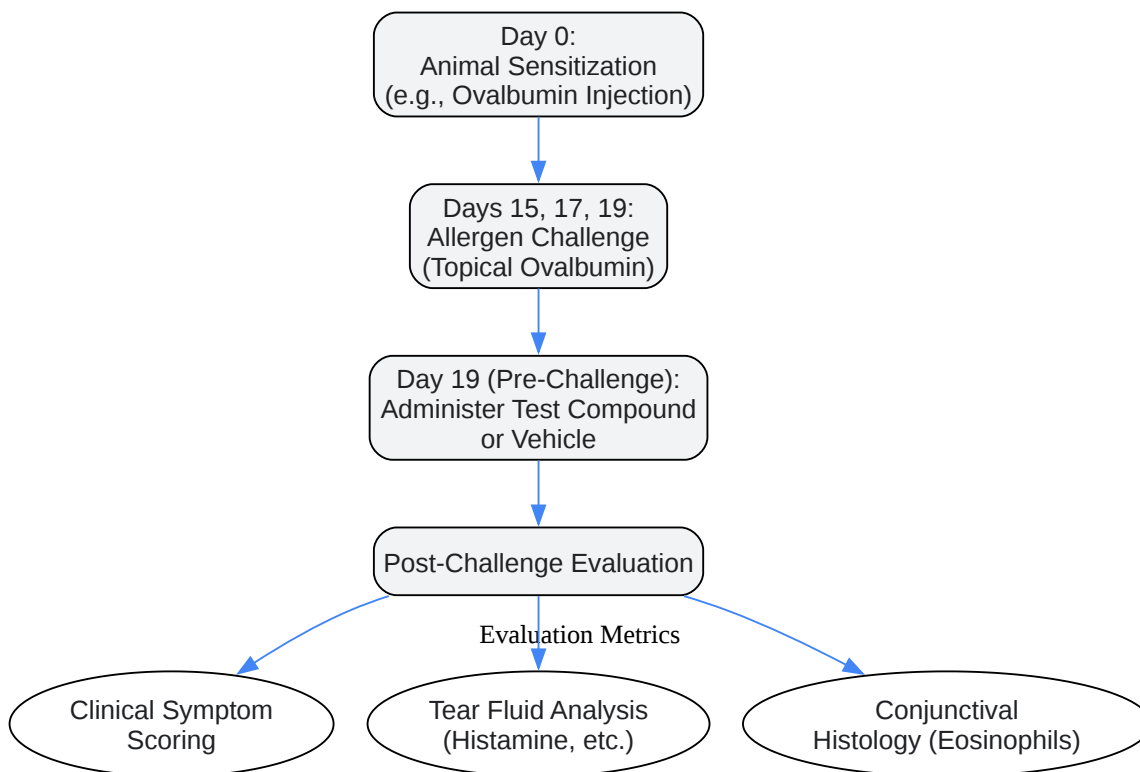 Day 0:
Animal Sensitization
(e.g., Ovalbumin Injection)
Days 15, 17, 19:
Allergen Challenge
(Topical Ovalbumin)
Day 19 (Pre-Challenge):
Administer Test Compound
or Vehicle
Post-Challenge Evaluation
Evaluation Metrics
Clinical Symptom
Scoring
Tear Fluid Analysis
(Histamine, etc.)
Conjunctival
Histology (Eosinophils)